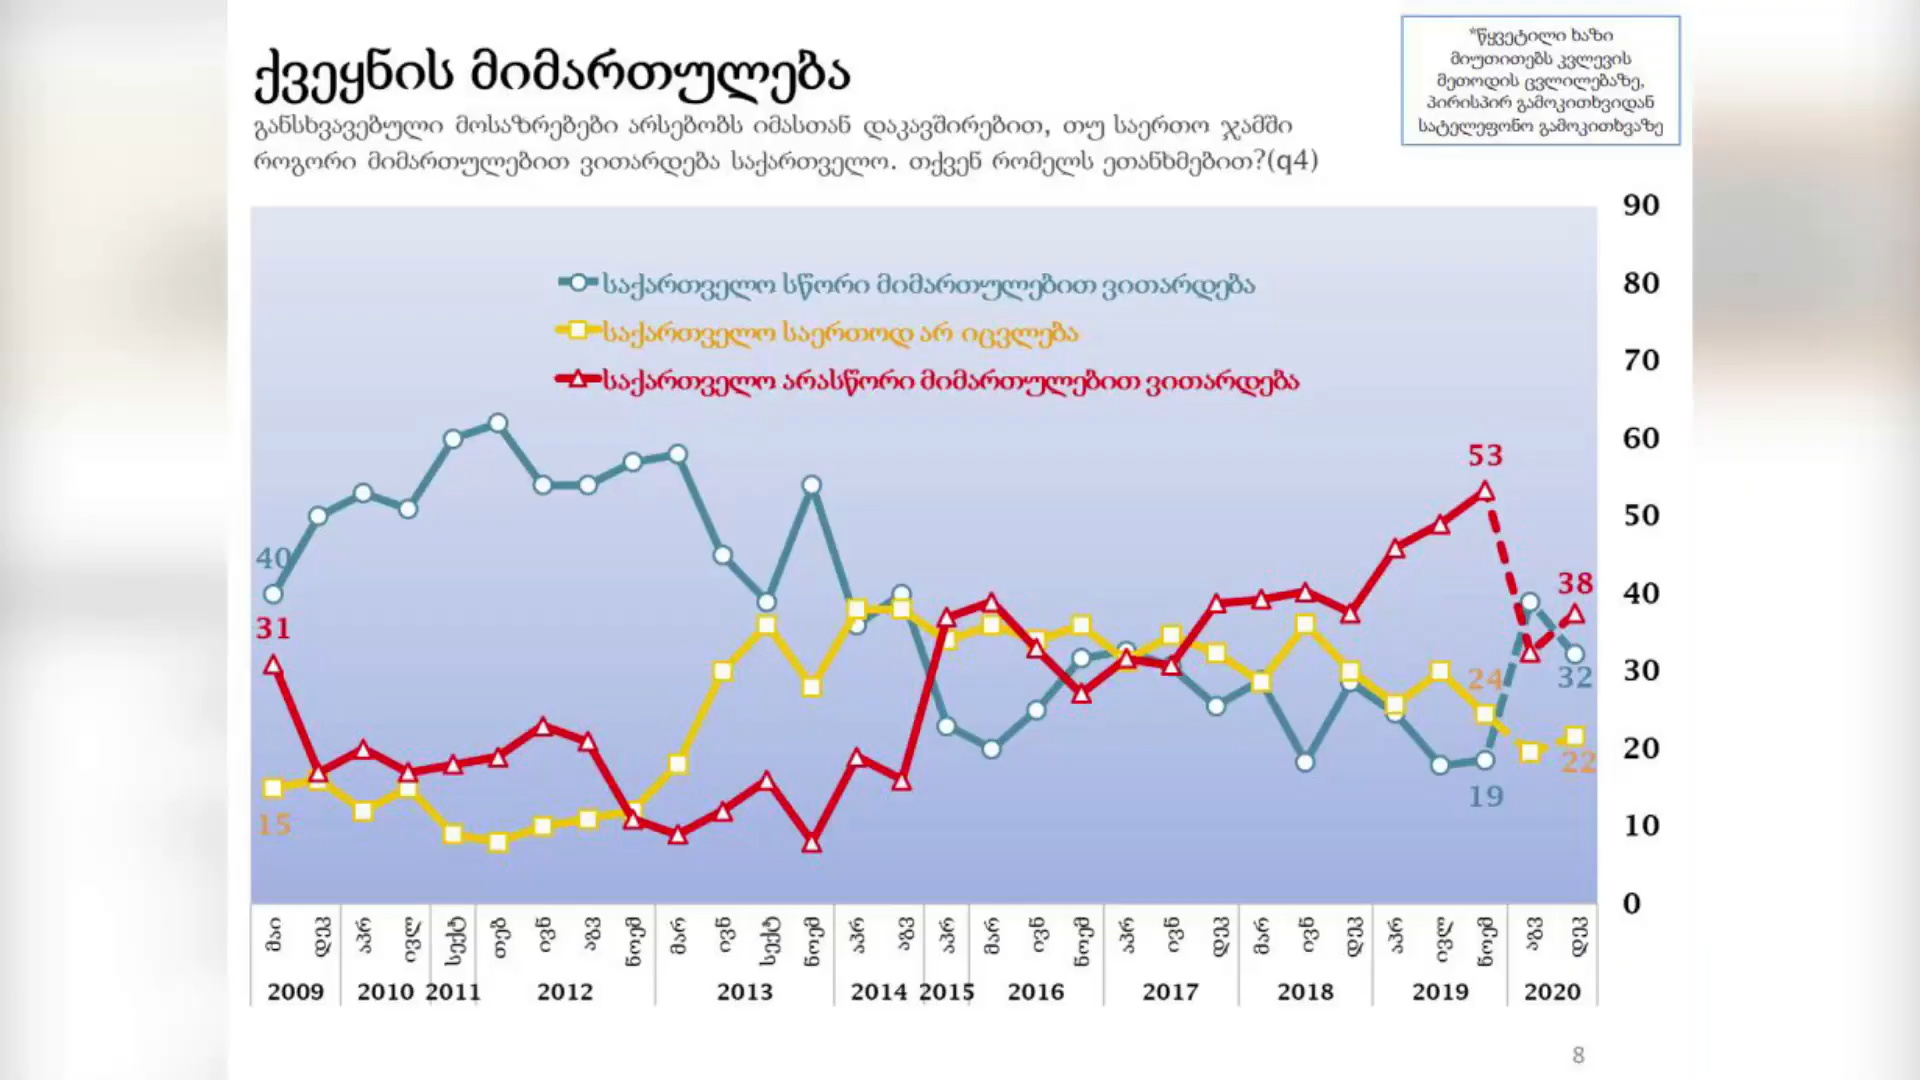 ქვეყნის მიმართულება
განსხვავებული მოსაზრებები არსებობს იმასთან დაკავშირებით, თუ საერთო ჯამში
როგორი მიმართულებით ვითარდება საქართველო. თქვენ რომელს ეთანხმებით?(q4)
*წყვეტილი ხაზი
მიუთითებს კვლევის
მეთოდის ცვლილებაზე,
პირისპირ გამოკითხვიდან
სატელეფონო გამოკითხვაზე
საქართველო სწორი მიმართულებით ვითარდება
საქართველო საერთოდ არ იცვლება
საქართველო არასწორი მიმართულებით ვითარდება
90
80
70
60
50
40
30
20
10
0
40
31
15
53
24
19
38
32
22
მაი დეკ აპრ ივლ სექტ თებ ივნ აგვ ნოემ მარ ივნ სექტ ნოემ აპრ აგვ აპრ მარ ივნ ნოემ აპრ ივნ დეკ მარ ივნ დეკ აპრ ივლ ნოემ აგვ დეკ
2009 2010 2011 2012 2013 2014 2015 2016 2017 2018 2019 2020
8